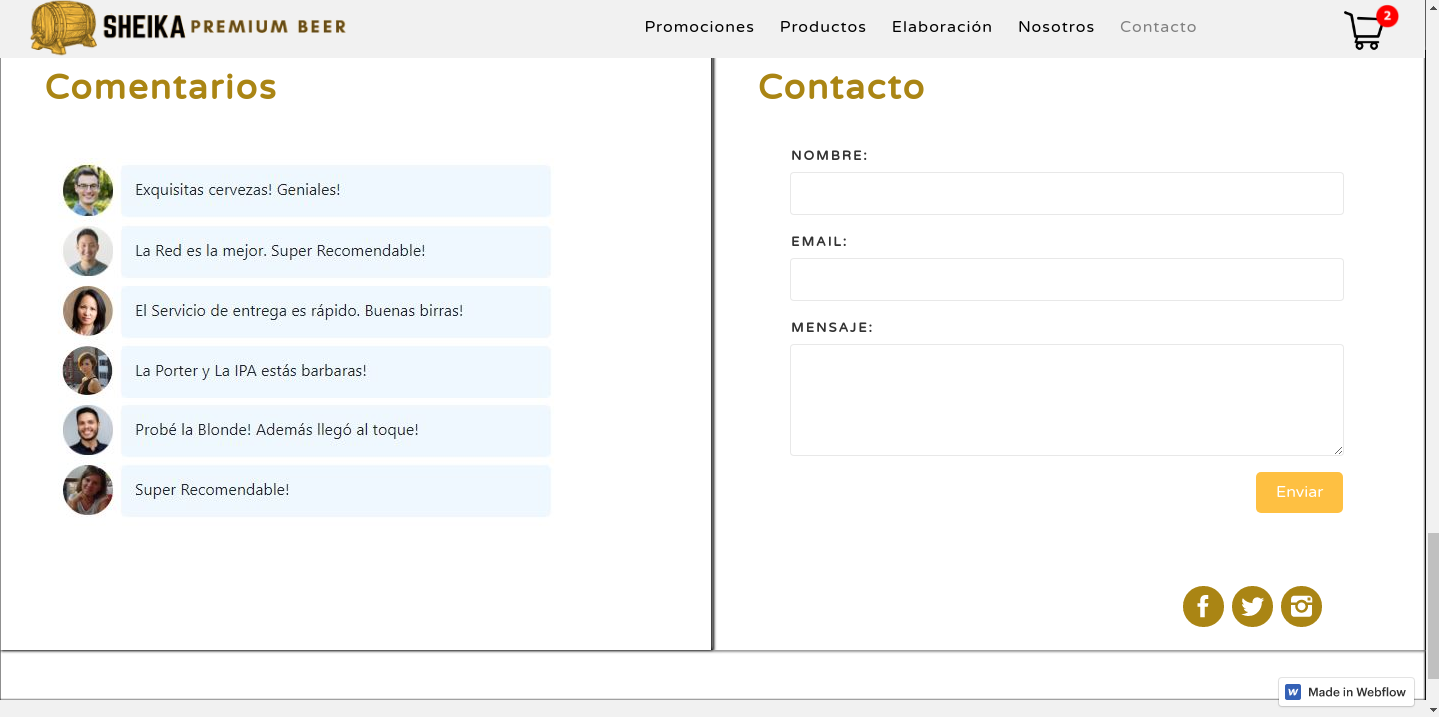 SHEIKA PREMIUM BEER
Promociones Productos Elaboración Nosotros Contacto
2
Comentarios
Exquisitas cervezas! Geniales!
La Red es la mejor. Super Recomendable!
El Servicio de entrega es rápido. Buenas birras!
La Porter y La IPA estás barbaras!
Probé la Blonde! Además llegó al toque!
Super Recomendable!
Contacto
NOMBRE:
EMAIL:
MENSAJE:
Enviar
Made in Webflow